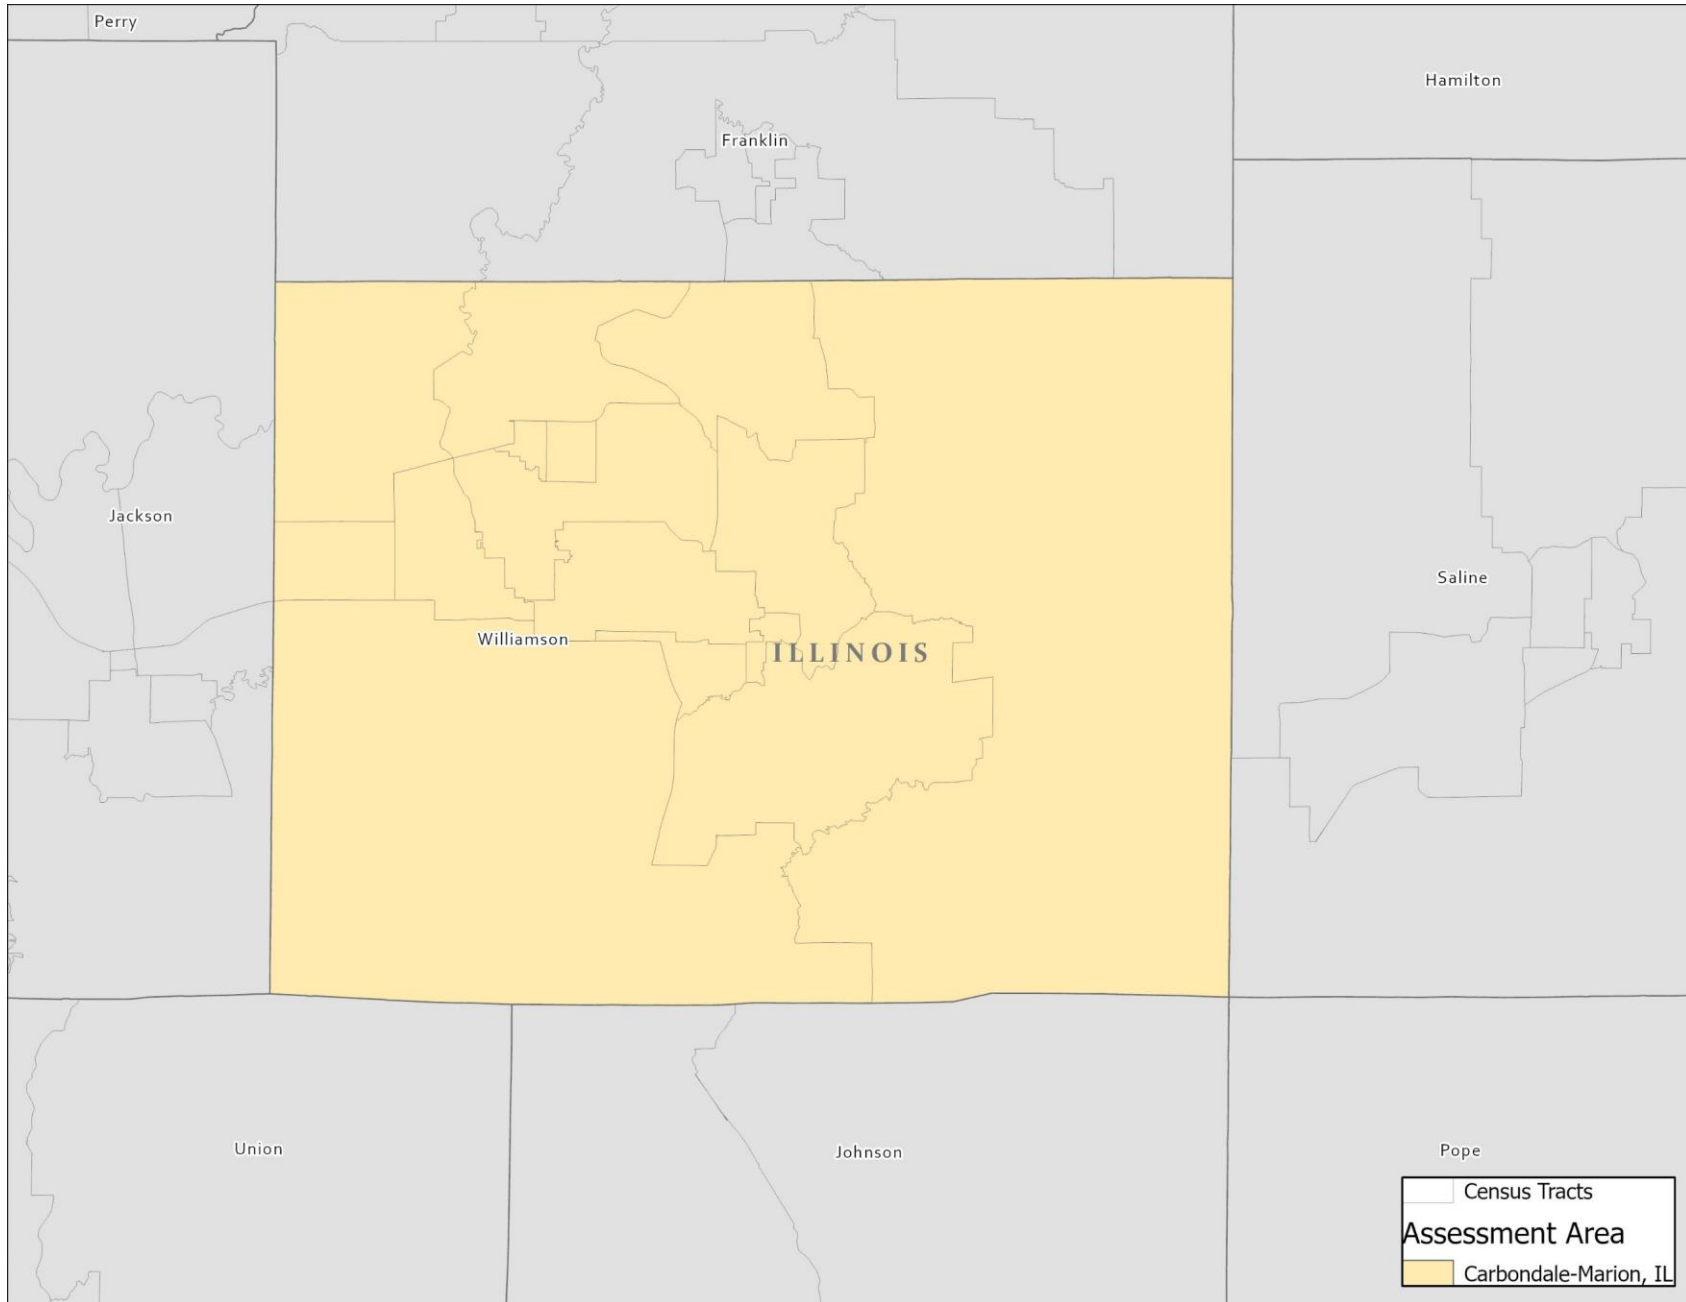 Perry
Hamilton
Franklin
Jackson
Saline
Williamson
ILLINOIS
Union
Johnson
Pope
Census Tracts
Assessment Area
Carbondale-Marion, IL